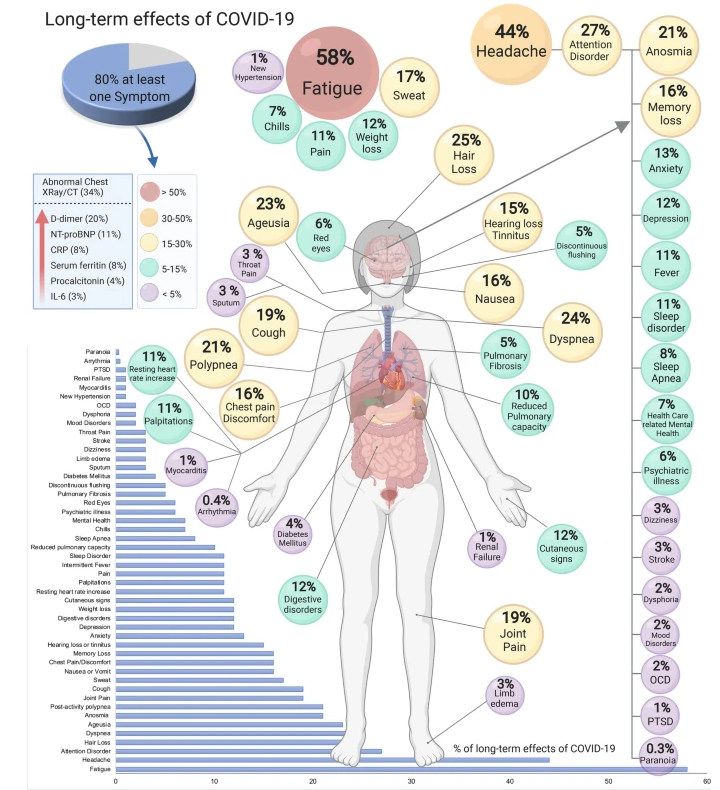 Long-term effects of COVID-19
80% at least
one Symptom
Abnormal Chest
XRay/CT (34%)
D-dimer (20%)
NT-proBNP (11%)
CRP (8%)
Serum ferritin (8%)
Procalcitonin (4%)
IL-6 (3%)
> 50%
30-50%
15-30%
5-15%
< 5%
1%
New
Hypertension
58%
Fatigue
17%
Sweat
7%
Chills
11%
Pain
12%
Weight
loss
44%
Headache
27%
Attention
Disorder
21%
Anosmia
16%
Memory
loss
13%
Anxiety
12%
Depression
11%
Fever
11%
Sleep
disorder
8%
Sleep
Apnea
7%
Health Care
related Mental
Health
6%
Psychiatric
illness
3%
Dizziness
3%
Stroke
2%
Dysphoria
2%
Mood
Disorders
2%
OCD
1%
PTSD
0.3%
Paranoia
25%
Hair
Loss
23%
Ageusia
6%
Red
eyes
15%
Hearing loss
Tinnitus
5%
Discontinuous
flushing
3 %
Throat
Pain
3 %
Sputum
16%
Nausea
19%
Cough
24%
Dyspnea
21%
Polypnea
5%
Pulmonary
Fibrosis
16%
Chest pain
Discomfort
10%
Reduced
Pulmonary
capacity
11%
Resting heart
rate increase
11%
Palpitations
1%
Myocarditis
0.4%
Arrhythmia
4%
Diabetes
Mellitus
1%
Renal
Failure
12%
Cutaneous
signs
12%
Digestive
disorders
19%
Joint
Pain
3%
Limb
edema
% of long-term effects of COVID-19
Paranoia
Arrythmia
PTSD
Renal Failure
Myocarditis
New Hypertension
OCD
Dysphoria
Mood Disorders
Throat Pain
Stroke
Dizziness
Limb edema
Sputum
Diabetes Mellitus
Discontinuous flushing
Pulmonary Fibrosis
Red Eyes
Psychiatric illness
Mental Health
Chills
Sleep Apnea
Reduced pulmonary capacity
Sleep Disorder
Intermittent Fever
Pain
Palpitations
Resting heart rate increase
Cutaneous signs
Weight loss
Digestive disorders
Depression
Anxiety
Hearing loss or tinnitus
Memory Loss
Chest Pain/Discomfort
Nausea or Vomit
Sweat
Cough
Joint Pain
Post-activity polypnea
Anosmia
Ageusia
Dyspnea
Hair Loss
Attention Disorder
Headache
Fatigue
0 10 20 30 40 50 60